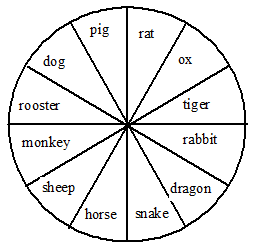 rat
ox
tiger
rabbit
dragon
snake
horse
sheep
monkey
rooster
dog
pig